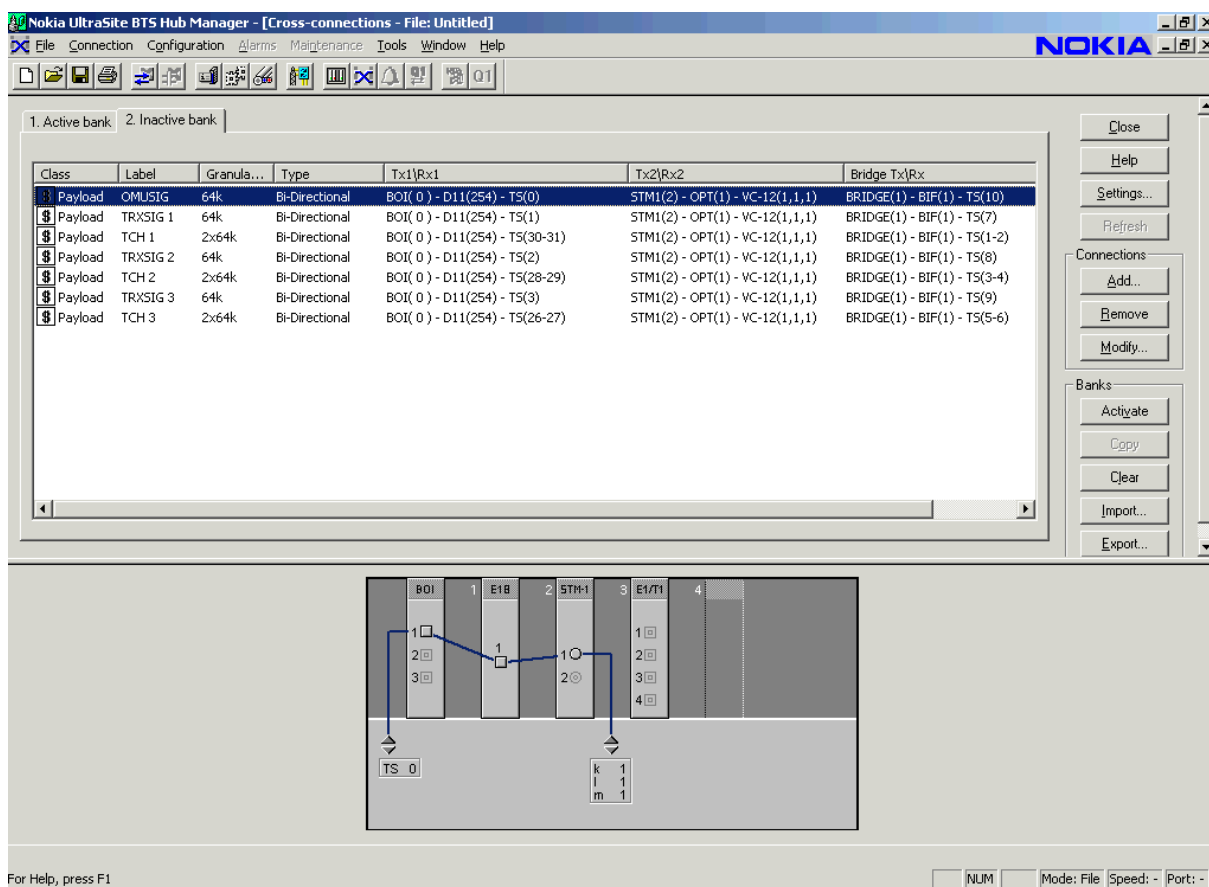 Nokia UltraSite BTS Hub Manager - [Cross-connections - File: Untitled]
File Connection Configuration Alarms Maintenance Tools Window Help
NOKIA
Q1
1. Active bank 2. Inactive bank
Class Label Granula... Type Tx1\Rx1 Tx2\Rx2 Bridge Tx\Rx
$ Payload OMUSIG 64k Bi-Directional BOI( 0 ) - D11(254) - TS(0) STM1(2) - OPT(1) - VC-12(1,1,1) BRIDGE(1) - BIF(1) - TS(10)
$ Payload TRXSIG 1 64k Bi-Directional BOI( 0 ) - D11(254) - TS(1) STM1(2) - OPT(1) - VC-12(1,1,1) BRIDGE(1) - BIF(1) - TS(7)
$ Payload TCH 1 2x64k Bi-Directional BOI( 0 ) - D11(254) - TS(30-31) STM1(2) - OPT(1) - VC-12(1,1,1) BRIDGE(1) - BIF(1) - TS(1-2)
$ Payload TRXSIG 2 64k Bi-Directional BOI( 0 ) - D11(254) - TS(2) STM1(2) - OPT(1) - VC-12(1,1,1) BRIDGE(1) - BIF(1) - TS(8)
$ Payload TCH 2 2x64k Bi-Directional BOI( 0 ) - D11(254) - TS(28-29) STM1(2) - OPT(1) - VC-12(1,1,1) BRIDGE(1) - BIF(1) - TS(3-4)
$ Payload TRXSIG 3 64k Bi-Directional BOI( 0 ) - D11(254) - TS(3) STM1(2) - OPT(1) - VC-12(1,1,1) BRIDGE(1) - BIF(1) - TS(9)
$ Payload TCH 3 2x64k Bi-Directional BOI( 0 ) - D11(254) - TS(26-27) STM1(2) - OPT(1) - VC-12(1,1,1) BRIDGE(1) - BIF(1) - TS(5-6)
Close
Help
Settings...
Refresh
Connections
Add...
Remove
Modify...
Banks
Activate
Copy
Clear
Import...
Export...
BOI 1 E1B 2 STM-1 3 E1/T1 4
1 1 1 1
2 2 2
3 3
4
TS 0
k 1
l 1
m 1
For Help, press F1 NUM Mode: File Speed: - Port: -